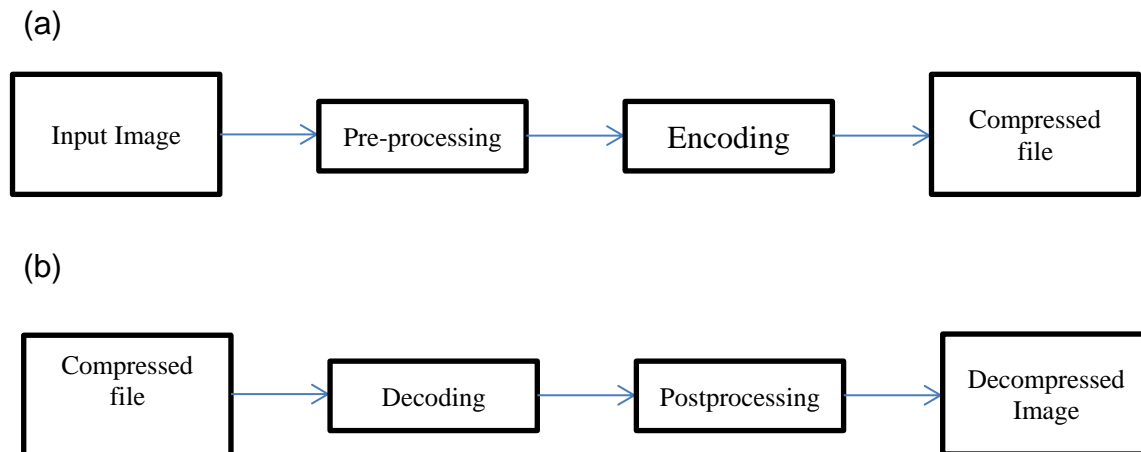 (a)
Input Image
Pre-processing
Encoding
Compressed
file
(b)
Compressed
file
Decoding
Postprocessing
Decompressed
Image